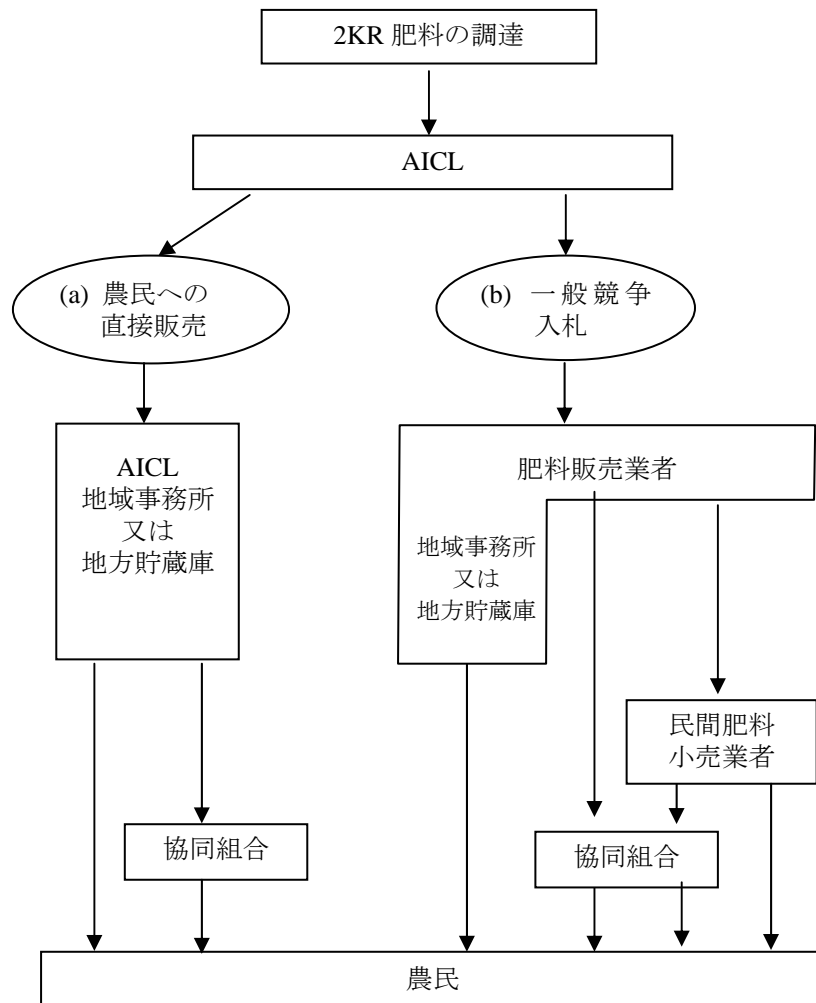 2KR 肥料の調達
AICL
(a) 農民への
直接販売
(b) 一般競争
入札
AICL
地域事務所
又は
地方貯蔵庫
肥料販売業者
地域事務所
又は
地方貯蔵庫
民間肥料
小売業者
協同組合
協同組合
農民